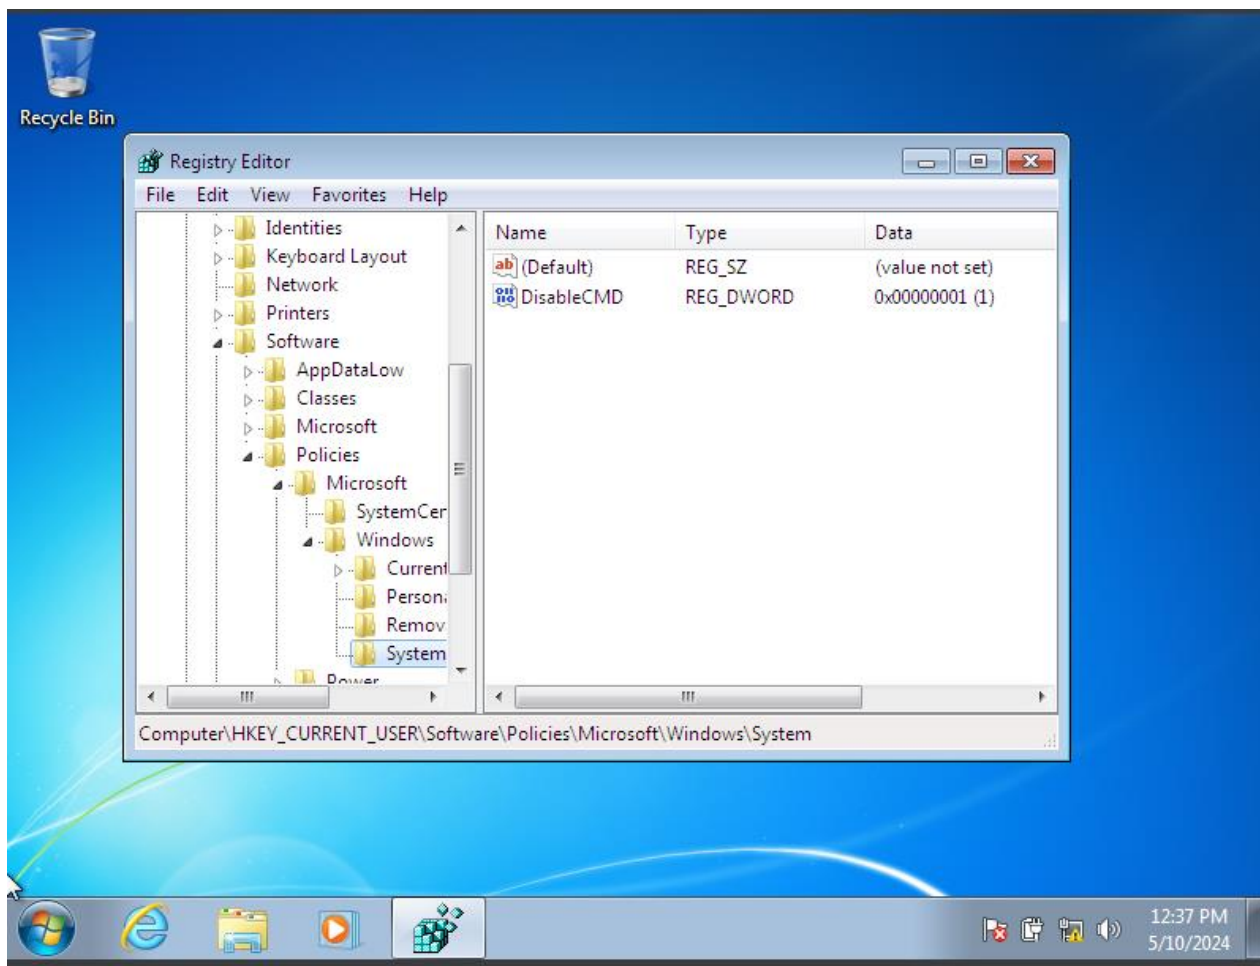 Recycle Bin
Registry Editor
File Edit View Favorites Help
Identities
Keyboard Layout
Network
Printers
Software
AppDataLow
Classes
Microsoft
Policies
Microsoft
SystemCer
Windows
Current
Person
Remov
System
Power
Name Type Data
ab (Default) REG_SZ (value not set)
DisableCMD REG_DWORD 0x00000001 (1)
Computer\HKEY_CURRENT_USER\Software\Policies\Microsoft\Windows\System
12:37 PM
5/10/2024